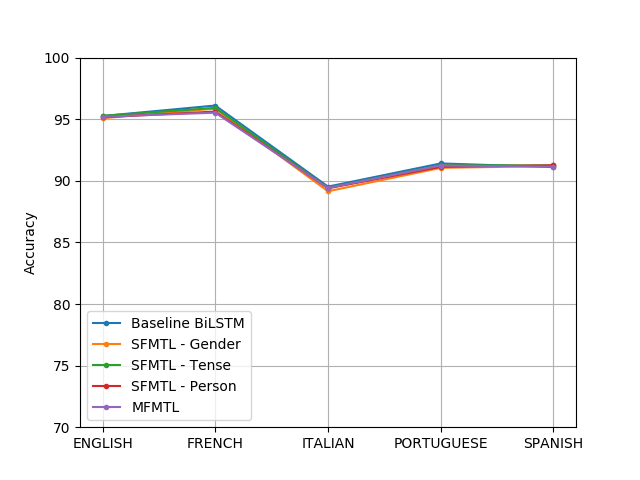 100
95
90
85
80
75
70
Accuracy
Baseline BiLSTM
SFMTL - Gender
SFMTL - Tense
SFMTL - Person
MFMTL
ENGLISH FRENCH ITALIAN PORTUGUESE SPANISH